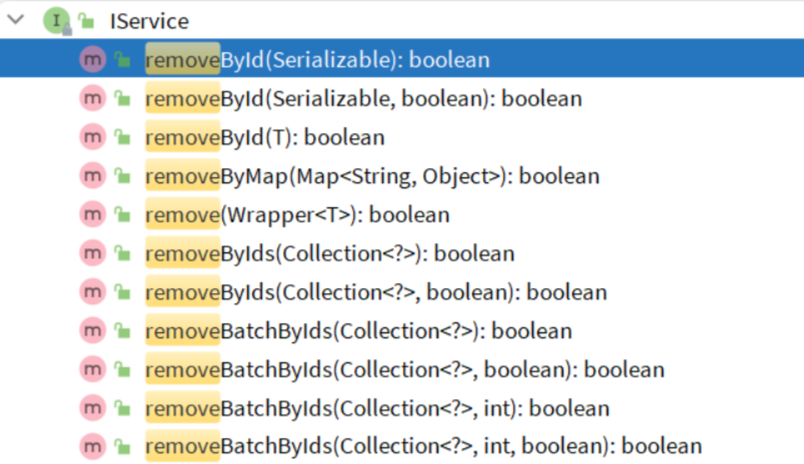 I IService
m removeById(Serializable): boolean
m removeById(Serializable, boolean): boolean
m removeById(T): boolean
m removeByMap(Map<String, Object>): boolean
m remove(Wrapper<T>): boolean
m removeByIds(Collection<?>): boolean
m removeByIds(Collection<?>, boolean): boolean
m removeBatchByIds(Collection<?>): boolean
m removeBatchByIds(Collection<?>, boolean): boolean
m removeBatchByIds(Collection<?>, int): boolean
m removeBatchByIds(Collection<?>, int, boolean): boolean